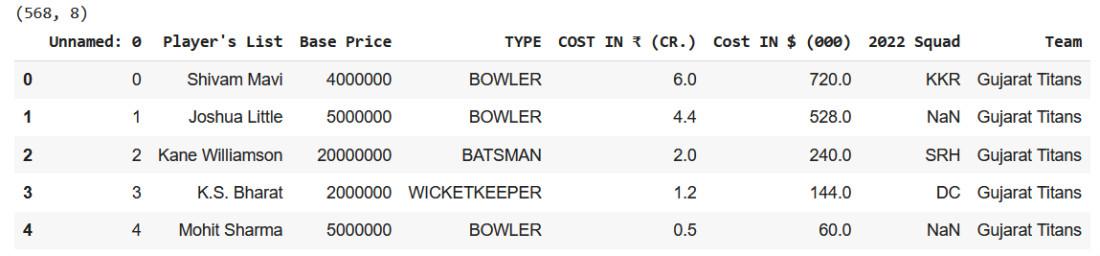 (568, 8)
Unnamed: 0 Player's List Base Price TYPE COST IN ₹ (CR.) Cost IN $ (000) 2022 Squad Team
0 0 Shivam Mavi 4000000 BOWLER 6.0 720.0 KKR Gujarat Titans
1 1 Joshua Little 5000000 BOWLER 4.4 528.0 NaN Gujarat Titans
2 2 Kane Williamson 20000000 BATSMAN 2.0 240.0 SRH Gujarat Titans
3 3 K.S. Bharat 2000000 WICKETKEEPER 1.2 144.0 DC Gujarat Titans
4 4 Mohit Sharma 5000000 BOWLER 0.5 60.0 NaN Gujarat Titans